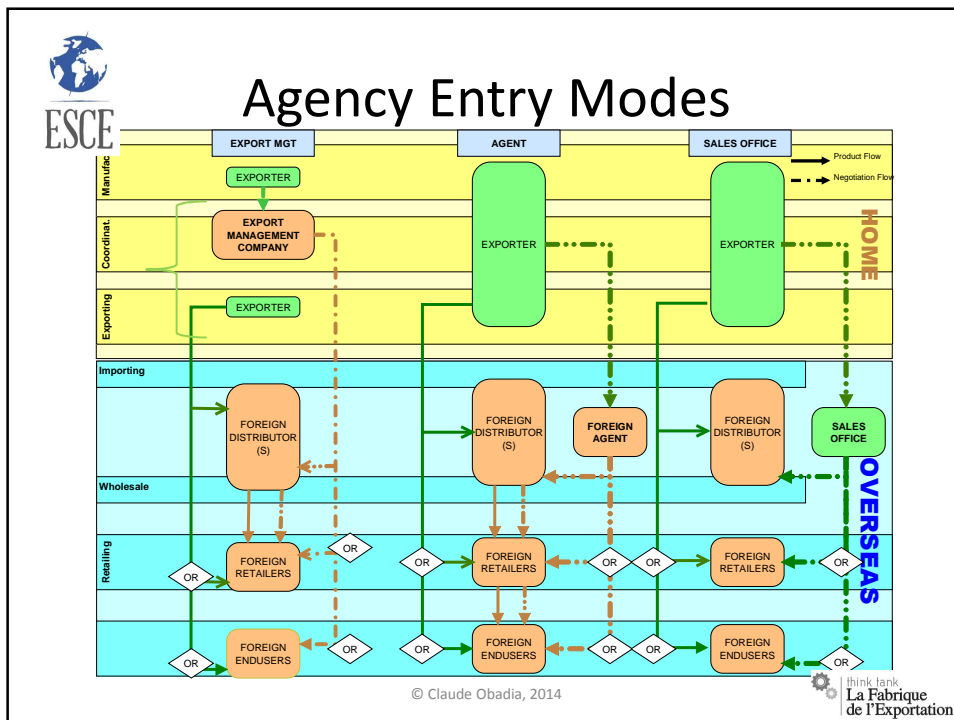 ESCE
Agency Entry Modes
EXPORT MGT
AGENT
SALES OFFICE
Product Flow
Negotiation Flow
Manufac
Coordinat.
Exporting
HOME
EXPORTER
EXPORT
MANAGEMENT
COMPANY
EXPORTER
EXPORTER
EXPORTER
Importing
Wholesale
Retailing
OVERSEAS
FOREIGN
DISTRIBUTOR
(S)
FOREIGN
DISTRIBUTOR
(S)
FOREIGN
AGENT
FOREIGN
DISTRIBUTOR
(S)
SALES
OFFICE
OR
FOREIGN
RETAILERS
OR
OR
FOREIGN
RETAILERS
OR
OR
FOREIGN
RETAILERS
OR
OR
FOREIGN
ENDUSERS
OR
OR
FOREIGN
ENDUSERS
OR
OR
FOREIGN
ENDUSERS
OR
© Claude Obadia, 2014
think tank
La Fabrique
de l'Exportation